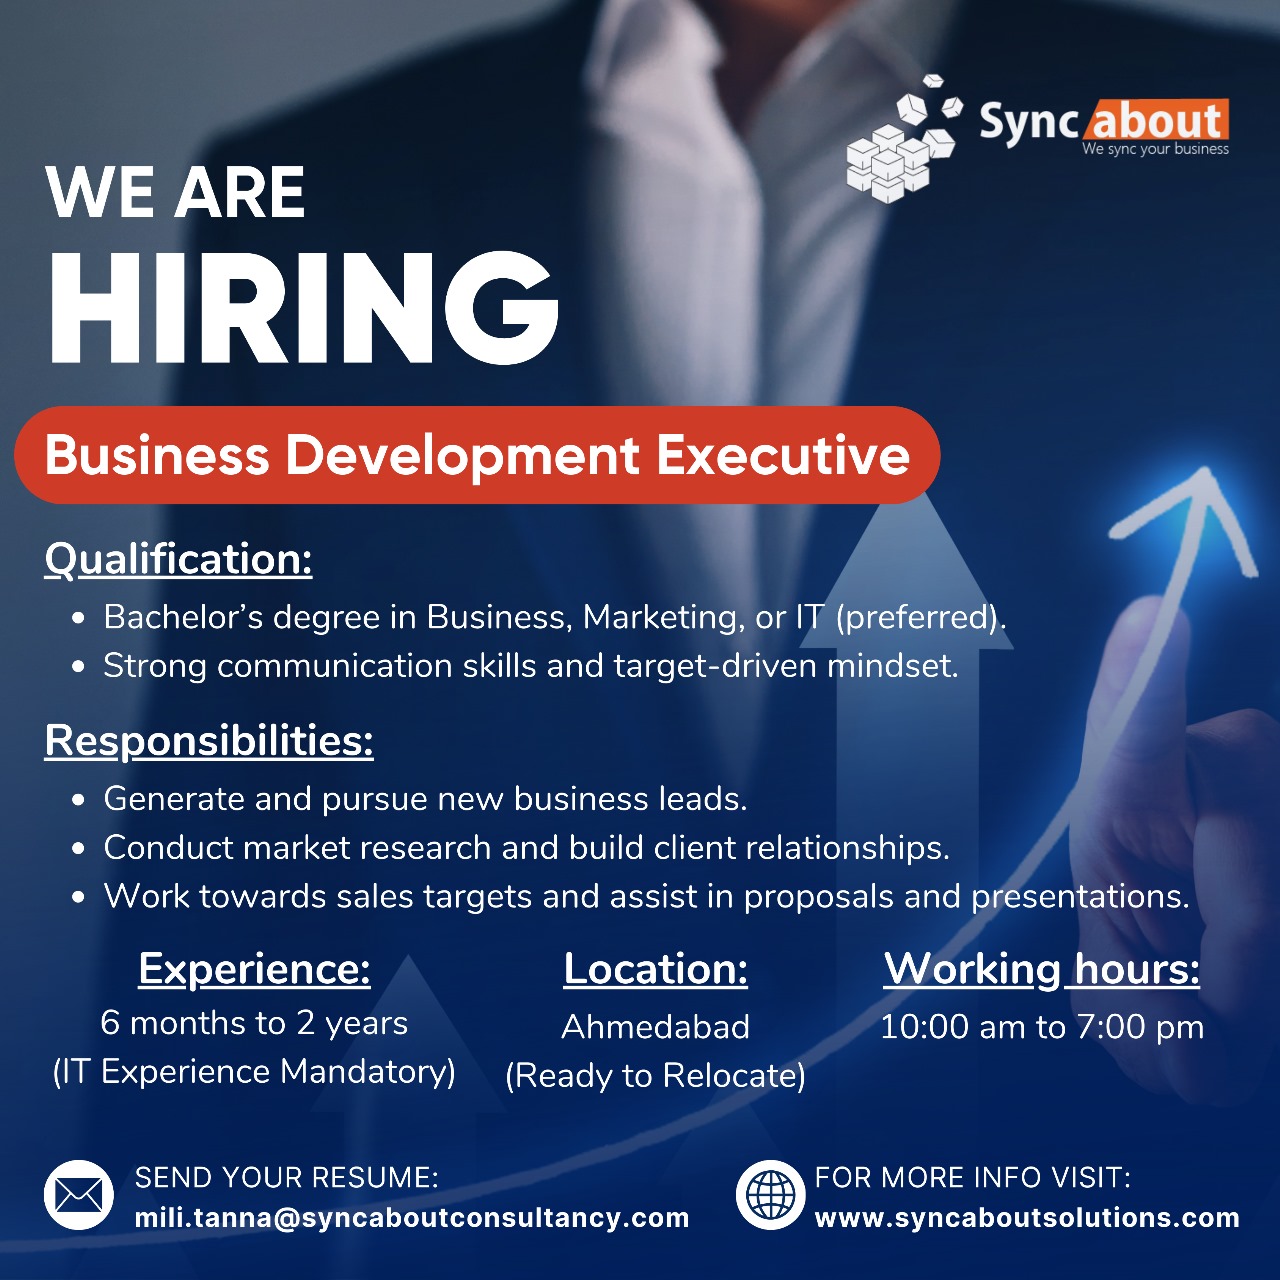 Sync about
We sync your business
WE ARE
HIRING
Business Development Executive
Qualification:
• Bachelor’s degree in Business, Marketing, or IT (preferred).
• Strong communication skills and target-driven mindset.
Responsibilities:
• Generate and pursue new business leads.
• Conduct market research and build client relationships.
• Work towards sales targets and assist in proposals and presentations.
Experience:
6 months to 2 years
(IT Experience Mandatory)
Location:
Ahmedabad
(Ready to Relocate)
Working hours:
10:00 am to 7:00 pm
SEND YOUR RESUME:
mili.tanna@syncaboutconsultancy.com
FOR MORE INFO VISIT:
www.syncaboutsolutions.com